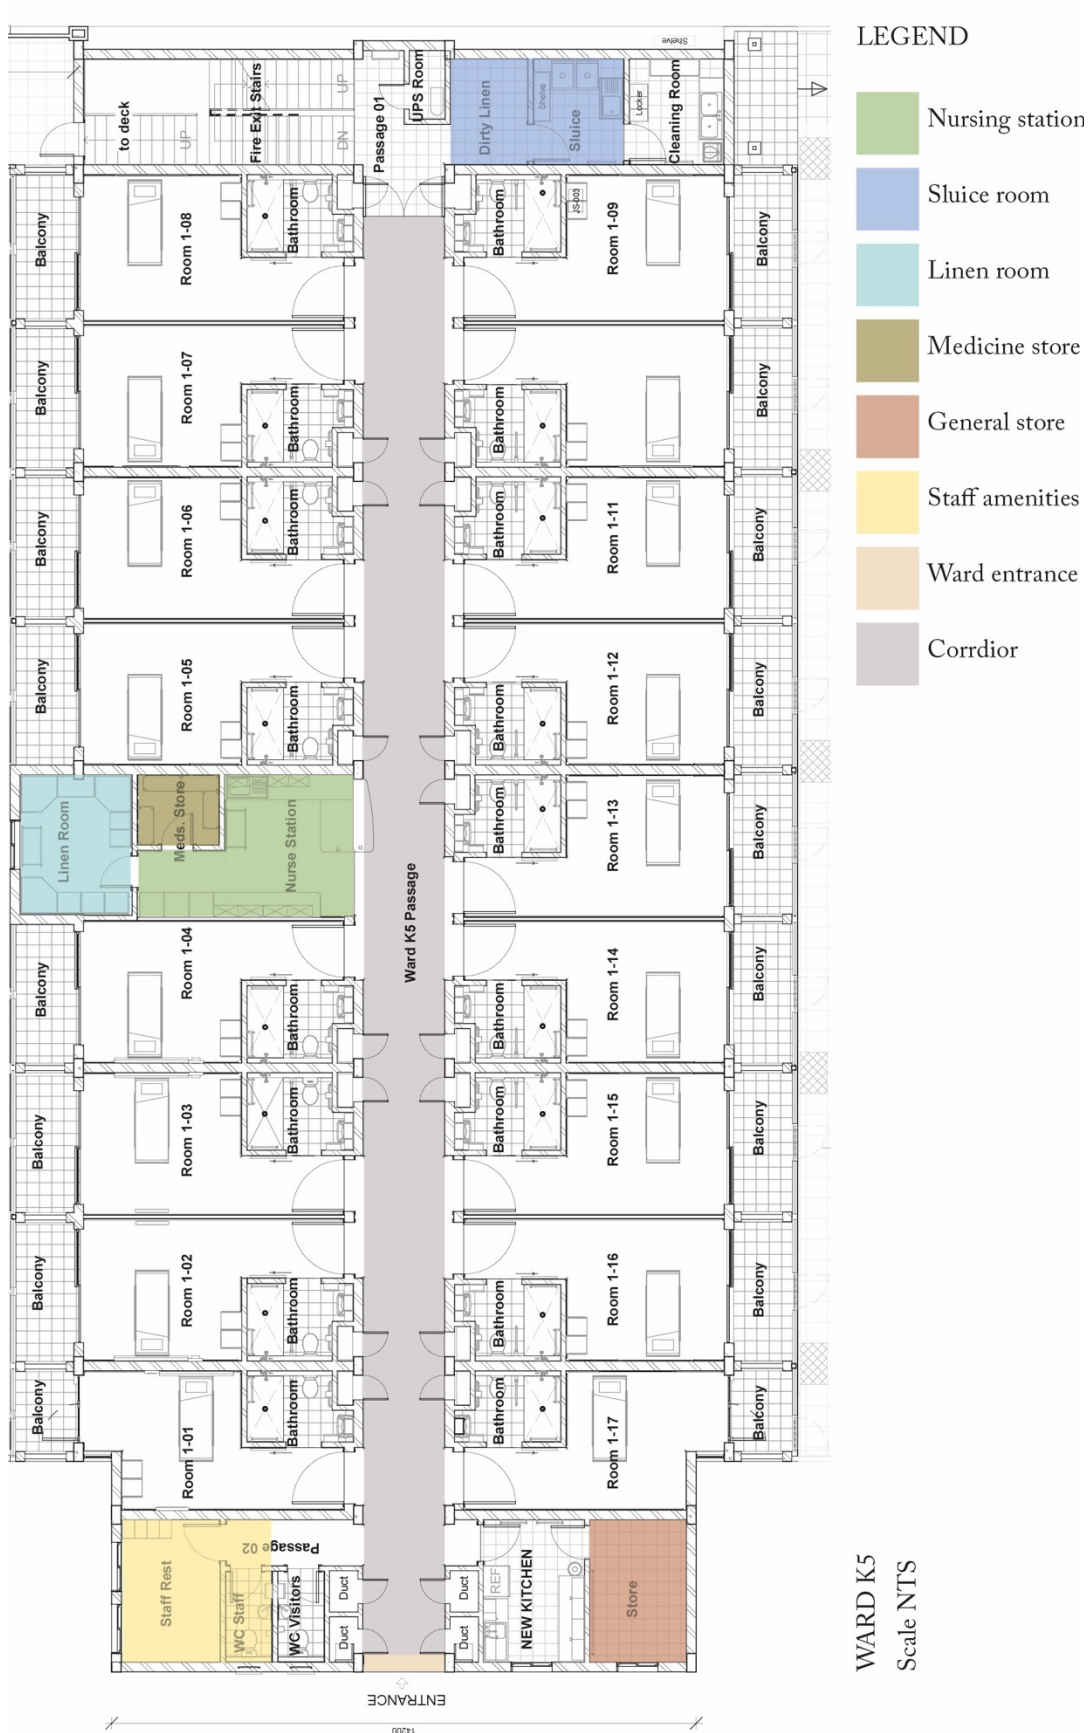 LEGEND
Nursing station
Sluice room
Linen room
Medicine store
General store
Staff amenities
Ward entrance
Corrdior
Shelve
to deck
UP
Fire Exit Stairs
UP
DN
Passage 01
UPS Room
Dirty Linen
Shelve
Sluice
Locker
Cleaning Room
Balcony
Room 1-08
Bathroom
Bathroom
JS-003
Room 1-09
Balcony
Balcony
Room 1-07
Bathroom
Bathroom
Balcony
Balcony
Room 1-06
Bathroom
Bathroom
Room 1-11
Balcony
Balcony
Room 1-05
Bathroom
Bathroom
Room 1-12
Balcony
Linen Room
Meds. Store
Nurse Station
Ward K5 Passage
Bathroom
Room 1-13
Balcony
Balcony
Room 1-04
Bathroom
Bathroom
Room 1-14
Balcony
Balcony
Room 1-03
Bathroom
Bathroom
Room 1-15
Balcony
Balcony
Room 1-02
Bathroom
Bathroom
Room 1-16
Balcony
Balcony
Room 1-01
Bathroom
Bathroom
Room 1-17
Balcony
Staff Rest
Passage 02
WC Staff
WC Visitors
Duct
Duct
Duct
Duct
REF
NEW KITCHEN
Store
ENTRANCE
14200
WARD K5
Scale NTS